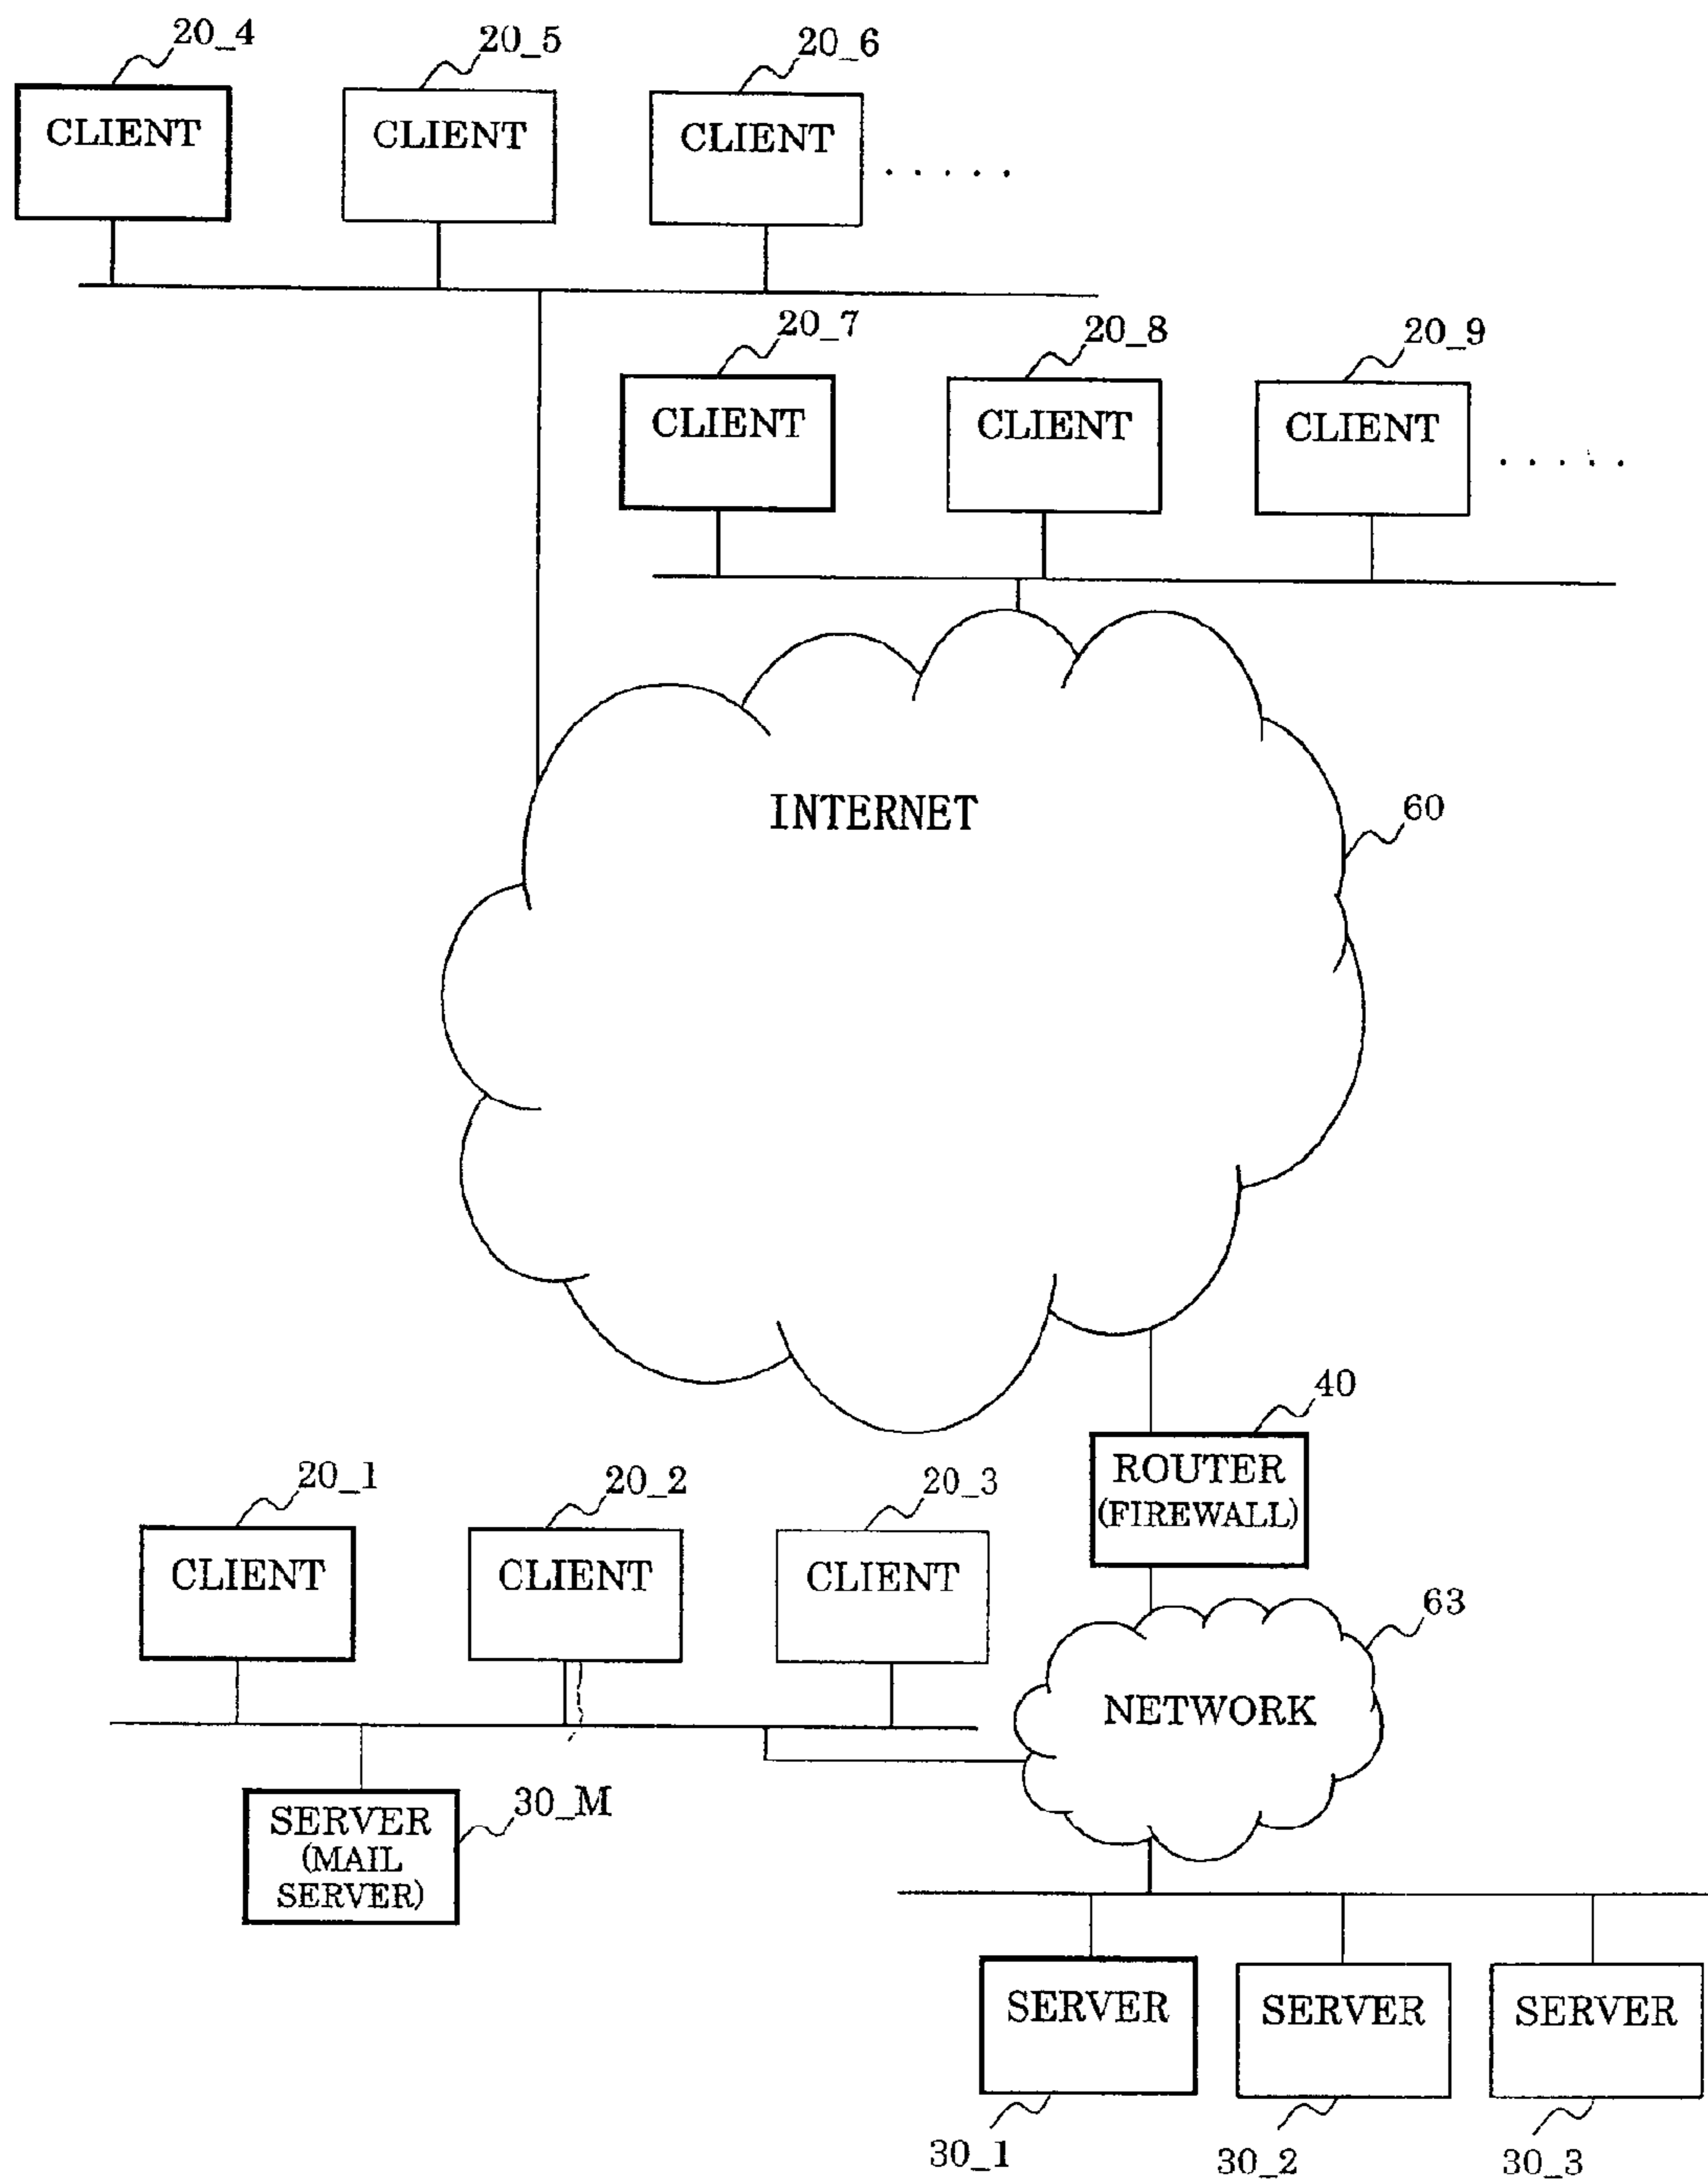 20_4
20_5
20_6
CLIENT
CLIENT
CLIENT
.....
20_7
20_8
20_9
CLIENT
CLIENT
CLIENT
.....
INTERNET
60
40
ROUTER
(FIREWALL)
20_1
20_2
20_3
CLIENT
CLIENT
CLIENT
63
NETWORK
30_M
SERVER
(MAIL
SERVER)
SERVER
SERVER
SERVER
30_1
30_2
30_3